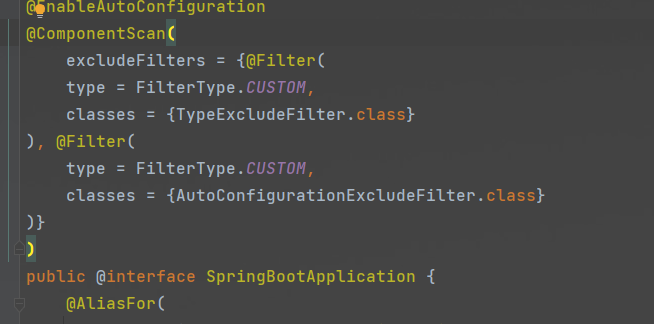 @EnableAutoConfiguration
@ComponentScan(
excludeFilters = {@Filter(
type = FilterType.CUSTOM,
classes = {TypeExcludeFilter.class}
), @Filter(
type = FilterType.CUSTOM,
classes = {AutoConfigurationExcludeFilter.class}
)}
)
public @interface SpringBootApplication {
@AliasFor(